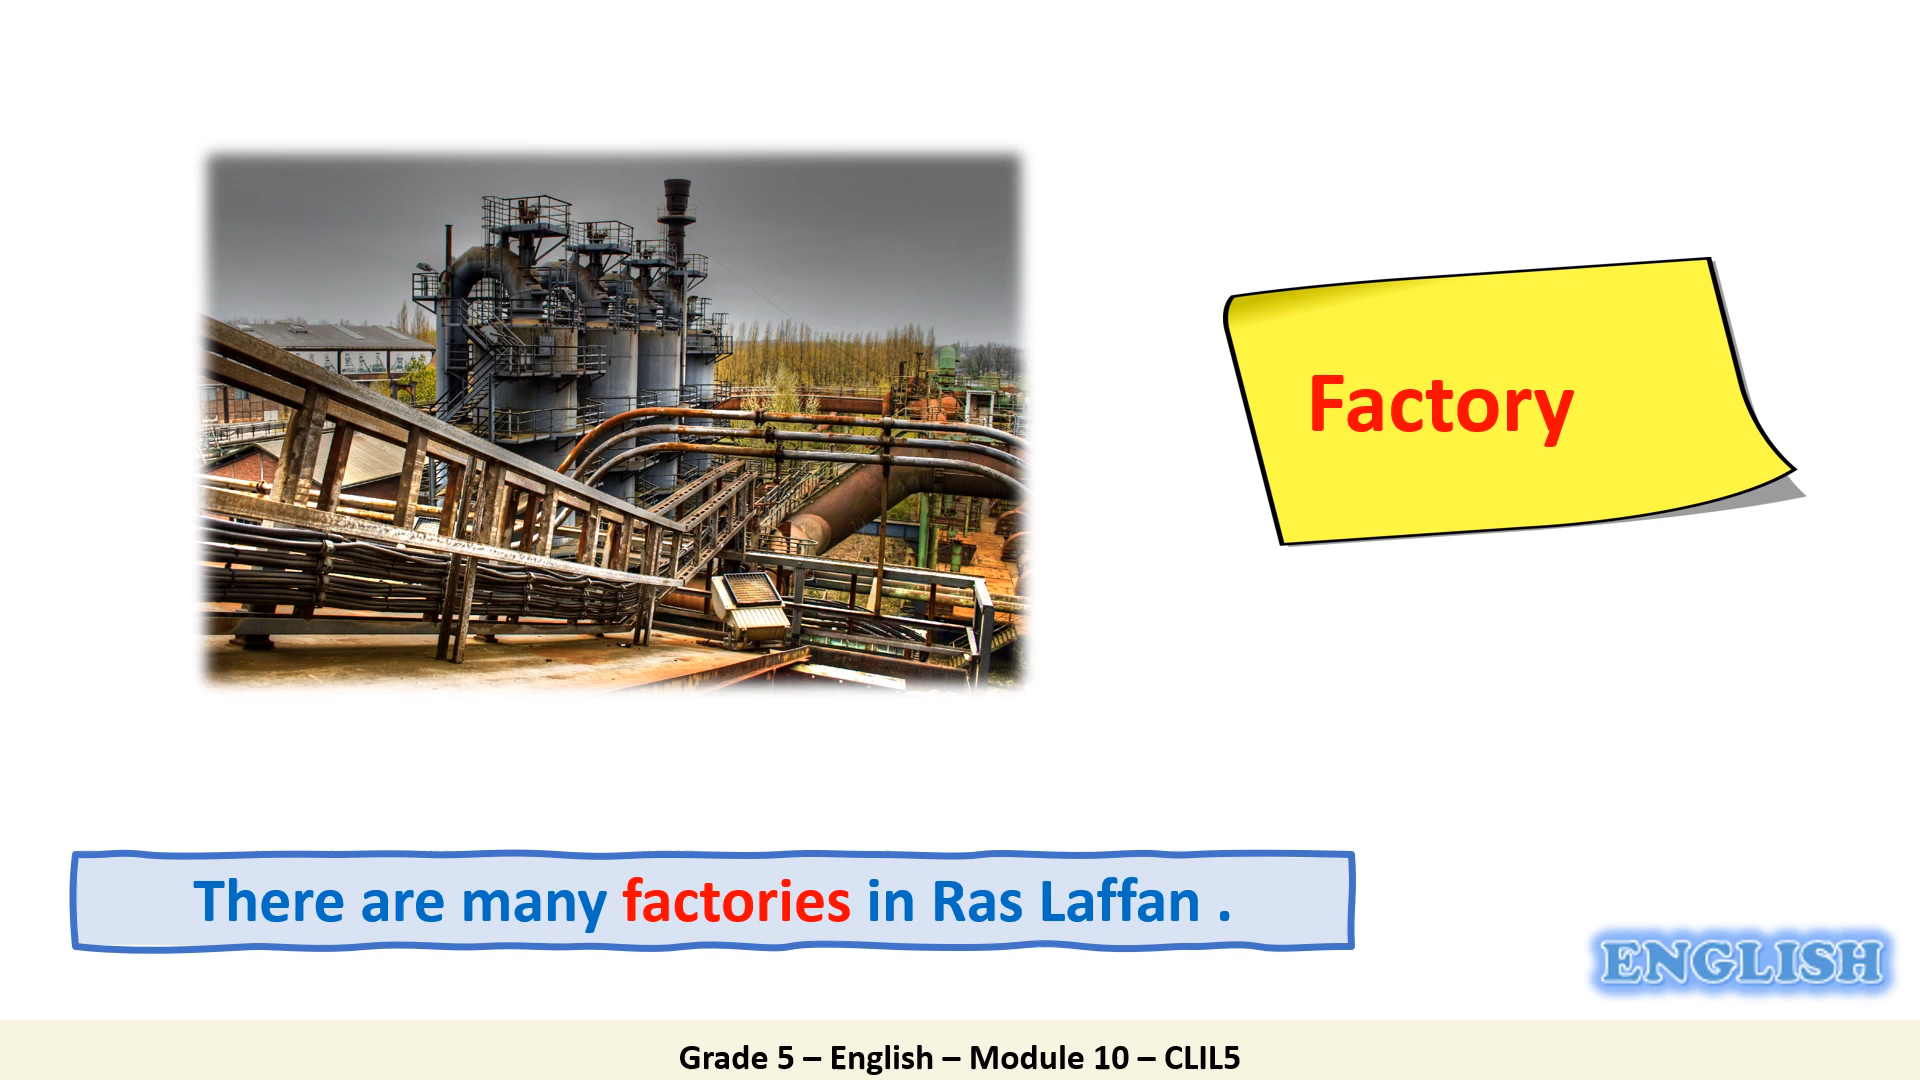 Factory
There are many factories in Ras Laffan .
ENGLISH
Grade 5 – English – Module 10 – CLIL5